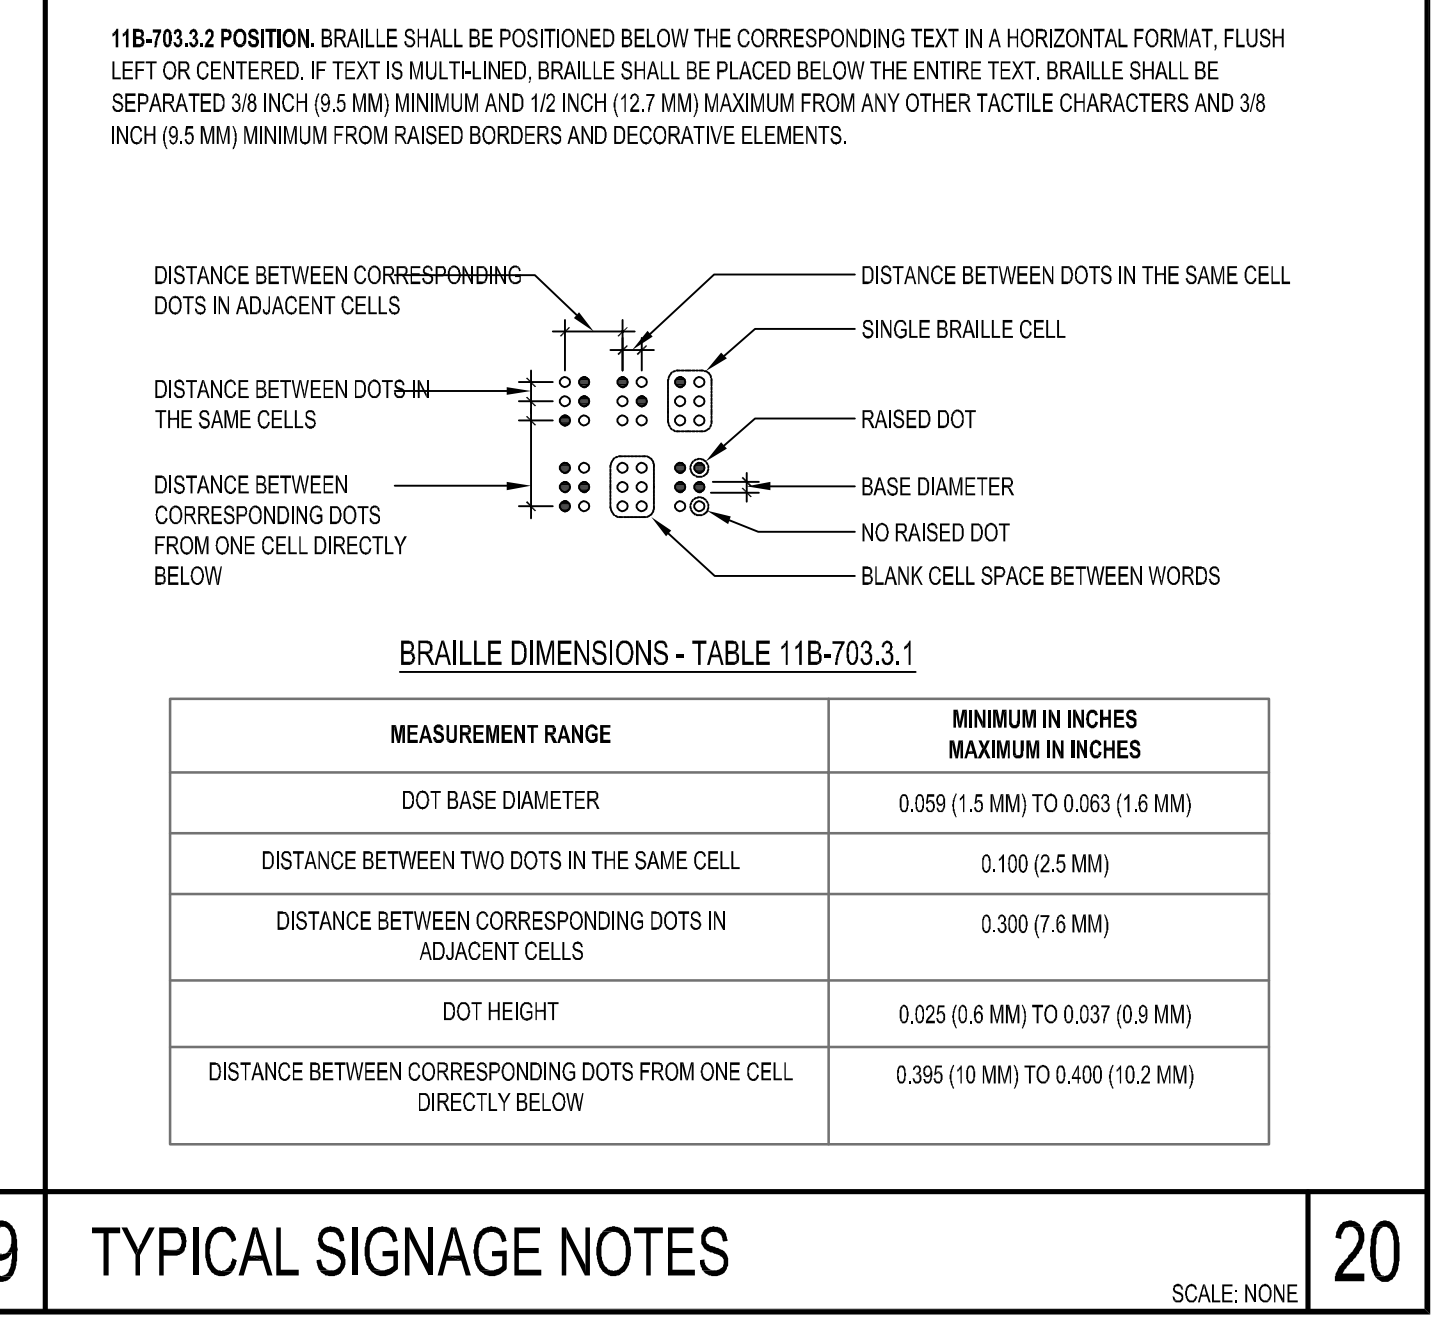 11B-703.3.2 POSITION. BRAILLE SHALL BE POSITIONED BELOW THE CORRESPONDING TEXT IN A HORIZONTAL FORMAT, FLUSH
LEFT OR CENTERED. IF TEXT IS MULTI-LINED, BRAILLE SHALL BE PLACED BELOW THE ENTIRE TEXT. BRAILLE SHALL BE
SEPARATED 3/8 INCH (9.5 MM) MINIMUM AND 1/2 INCH (12.7 MM) MAXIMUM FROM ANY OTHER TACTILE CHARACTERS AND 3/8
INCH (9.5 MM) MINIMUM FROM RAISED BORDERS AND DECORATIVE ELEMENTS.
DISTANCE BETWEEN CORRESPONDING
DOTS IN ADJACENT CELLS
DISTANCE BETWEEN DOTS IN
THE SAME CELLS
DISTANCE BETWEEN
CORRESPONDING DOTS
FROM ONE CELL DIRECTLY
BELOW
DISTANCE BETWEEN DOTS IN THE SAME CELL
SINGLE BRAILLE CELL
RAISED DOT
BASE DIAMETER
NO RAISED DOT
BLANK CELL SPACE BETWEEN WORDS
BRAILLE DIMENSIONS - TABLE 11B-703.3.1
MEASUREMENT RANGE
MINIMUM IN INCHES
MAXIMUM IN INCHES
DOT BASE DIAMETER
0.059 (1.5 MM) TO 0.063 (1.6 MM)
DISTANCE BETWEEN TWO DOTS IN THE SAME CELL
0.100 (2.5 MM)
DISTANCE BETWEEN CORRESPONDING DOTS IN
ADJACENT CELLS
0.300 (7.6 MM)
DOT HEIGHT
0.025 (0.6 MM) TO 0.037 (0.9 MM)
DISTANCE BETWEEN CORRESPONDING DOTS FROM ONE CELL
DIRECTLY BELOW
0.395 (10 MM) TO 0.400 (10.2 MM)
9
TYPICAL SIGNAGE NOTES
SCALE: NONE
20